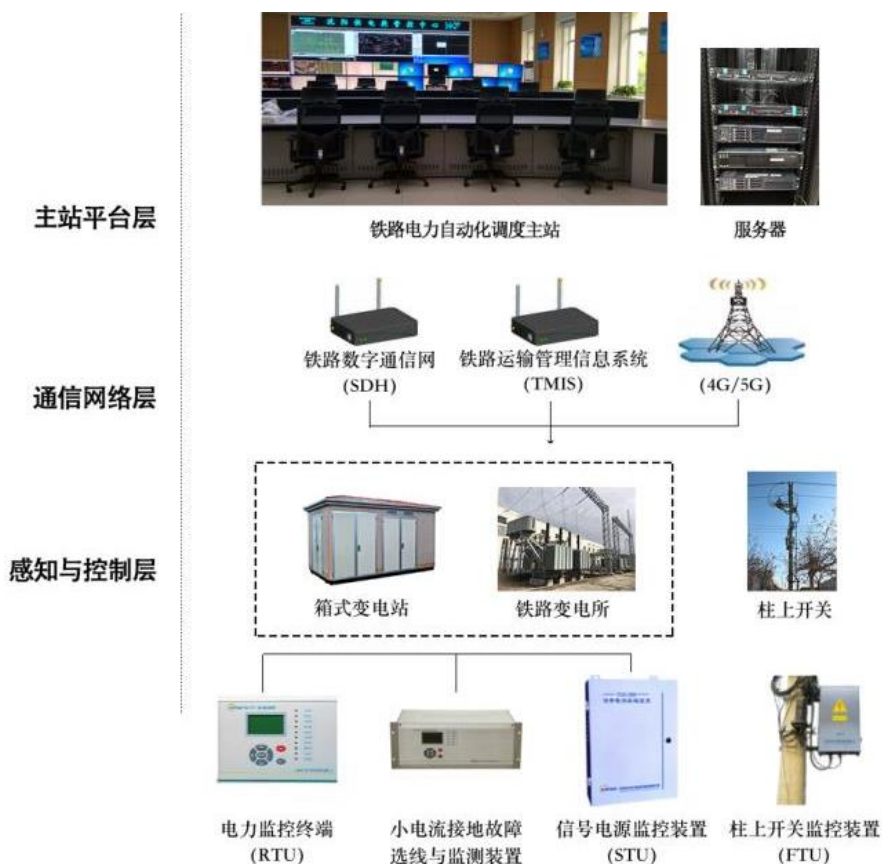 主站平台层
铁路电力自动化调度主站
服务器
通信网络层
铁路数字通信网
(SDH)
铁路运输管理信息系统
(TMIS)
(4G/5G)
感知与控制层
箱式变电站
铁路变电所
柱上开关
电力监控终端
(RTU)
小电流接地故障
选线与监测装置
信号电源监控装置
(STU)
柱上开关监控装置
(FTU)